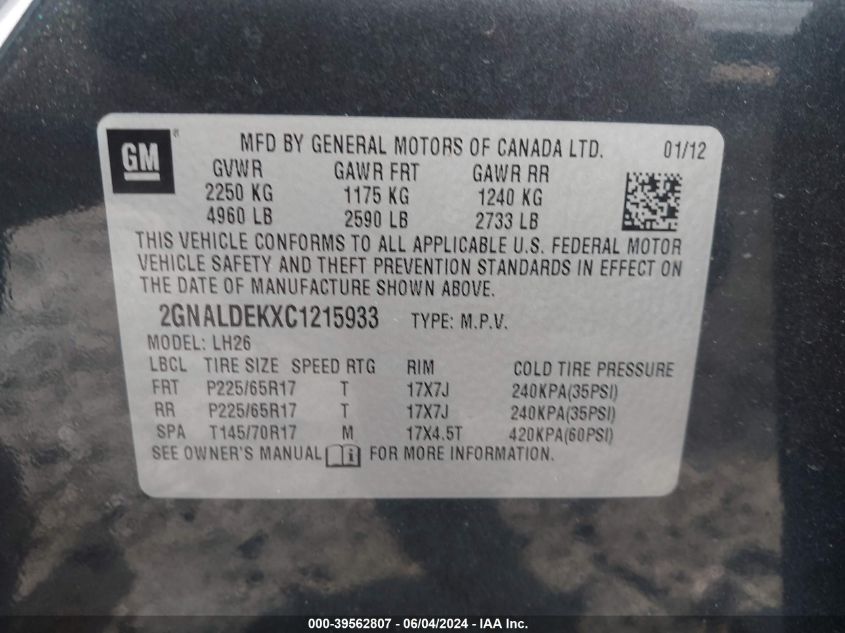 GM
®
MFD BY GENERAL MOTORS OF CANADA LTD. 01/12
GVWR GAWR FRT GAWR RR
2250 KG 1175 KG 1240 KG
4960 LB 2590 LB 2733 LB
THIS VEHICLE CONFORMS TO ALL APPLICABLE U.S. FEDERAL MOTOR
VEHICLE SAFETY AND THEFT PREVENTION STANDARDS IN EFFECT ON
THE DATE OF MANUFACTURE SHOWN ABOVE.
2GNALDEKXC1215933 TYPE: M.P.V.
MODEL: LH26
LBCL TIRE SIZE SPEED RTG RIM COLD TIRE PRESSURE
FRT P225/65R17 T 17X7J 240KPA(35PSI)
RR P225/65R17 T 17X7J 240KPA(35PSI)
SPA T145/70R17 M 17X4.5T 420KPA(60PSI)
SEE OWNER'S MANUAL i FOR MORE INFORMATION.
000-39562807 - 06/04/2024 - IAA Inc.